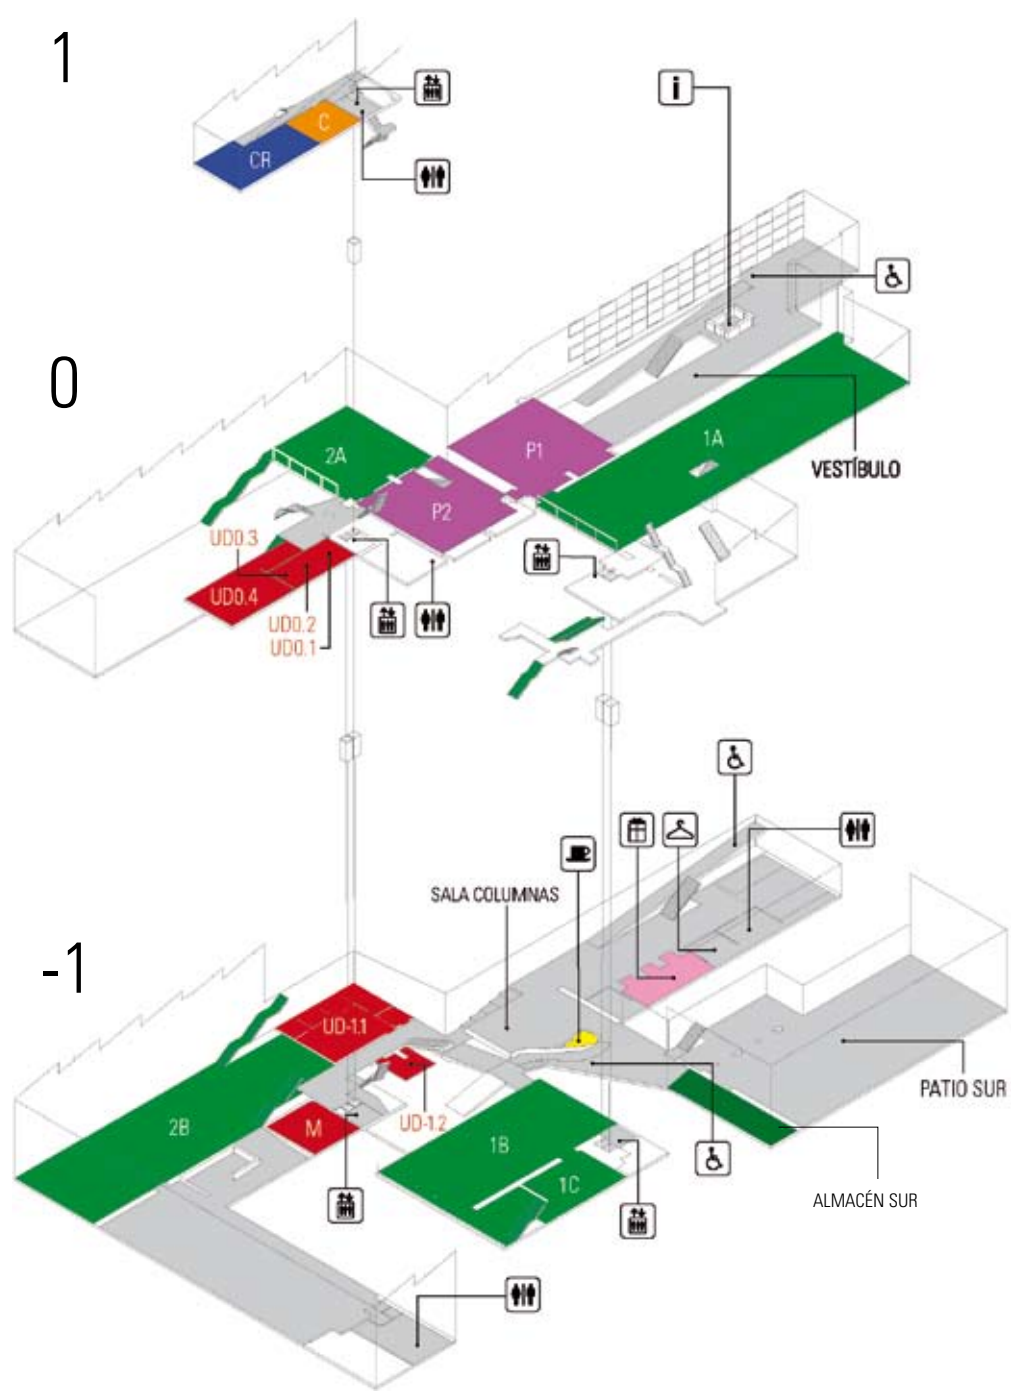 1
C
CR
i
0
2A
P1
1A
VESTÍBULO
P2
UD0.3
UD0.4
UD0.2
UD0.1
SALA COLUMNAS
-1
UD-1.1
PATIO SUR
2B
M
UD-1.2
1B
1C
ALMACÉN SUR